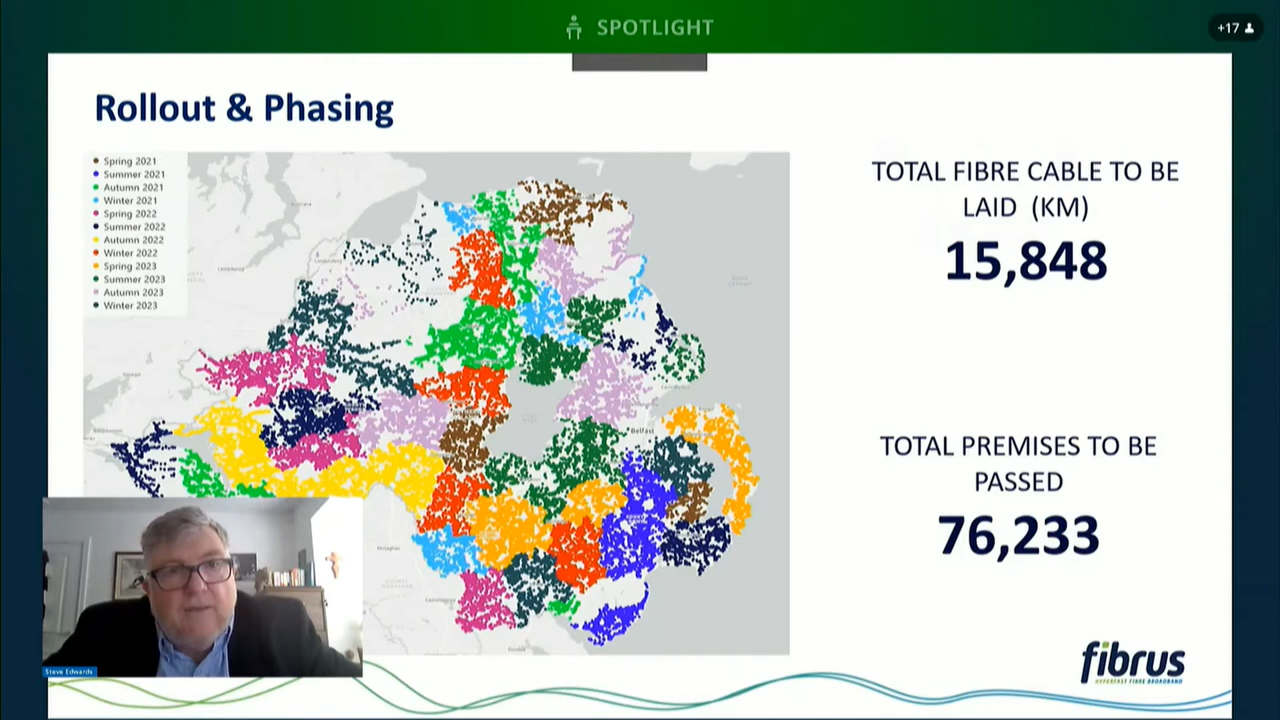 SPOTLIGHT
+17
Rollout & Phasing
Spring 2021
Summer 2021
Autumn 2021
Winter 2021
Spring 2022
Summer 2022
Autumn 2022
Winter 2022
Spring 2023
Summer 2023
Autumn 2023
Winter 2023
Belfast
TOTAL FIBRE CABLE TO BE
LAID (KM)
15,848
TOTAL PREMISES TO BE
PASSED
76,233
Steve Edwards
fibrus
HYPERFAST FIBRE BROADBAND